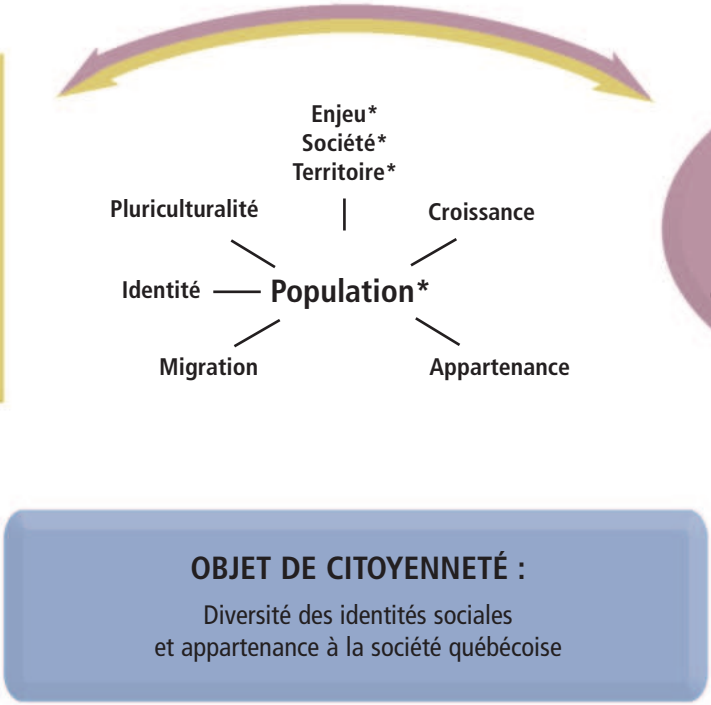 Enjeu*
Société*
Territoire*
Pluriculturalité
Croissance
Identité
Population*
Migration
Appartenance
OBJET DE CITOYENNETÉ :
Diversité des identités sociales
et appartenance à la société québécoise